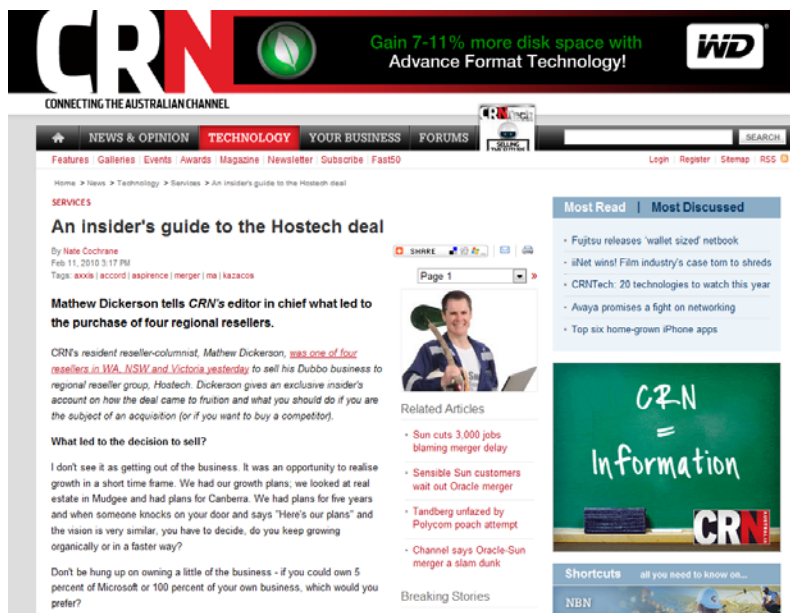 CRN
Gain 7-11% more disk space with
Advance Format Technology!
WD
CONNECTING THE AUSTRALIAN CHANNEL
CRN Tech
SELLING
NEWS & OPINION TECHNOLOGY YOUR BUSINESS FORUMS SEARCH
Features | Galleries | Events | Awards | Magazine | Newsletter | Subscribe | Fast50
Login | Register | Sitemap | RSS
Home > News > Technology > Services > An insider's guide to the Hostech deal
SERVICES
An insider's guide to the Hostech deal
By Nate Cochrane
Feb 11, 2010 3:17 PM
Tags: axxis | accord | aspirence | merger | ma | kazacos
SHARE
Page 1 »
Mathew Dickerson tells CRN's editor in chief what led to
the purchase of four regional resellers.
CRN's resident reseller-columnist, Mathew Dickerson, was one of four
resellers in WA, NSW and Victoria yesterday to sell his Dubbo business to
regional reseller group, Hostech. Dickerson gives an exclusive insider's
account on how the deal came to fruition and what you should do if you are
the subject of an acquisition (or if you want to buy a competitor).
What led to the decision to sell?
I don't see it as getting out of the business. It was an opportunity to realise
growth in a short time frame. We had our growth plans; we looked at real
estate in Mudgee and had plans for Canberra. We had plans for five years
and when someone knocks on your door and says "Here's our plans" and
the vision is very similar, you have to decide, do you keep growing
organically or in a faster way?
Don't be hung up on owning a little of the business - if you could own 5
percent of Microsoft or 100 percent of your own business, which would you
prefer?
Related Articles
Sun cuts 3,000 jobs
blaming merger delay
Sensible Sun customers
wait out Oracle merger
Tandberg unfazed by
Polycom poach attempt
Channel says Oracle-Sun
merger a slam dunk
Breaking Stories
Most Read | Most Discussed
Fujitsu releases 'wallet sized' netbook
iiNet wins! Film industry's case torn to shreds
CRNTech: 20 technologies to watch this year
Avaya promises a fight on networking
Top six home-grown iPhone apps
CRN
=
Information
CRN
Shortcuts all you need to know on...
NBN